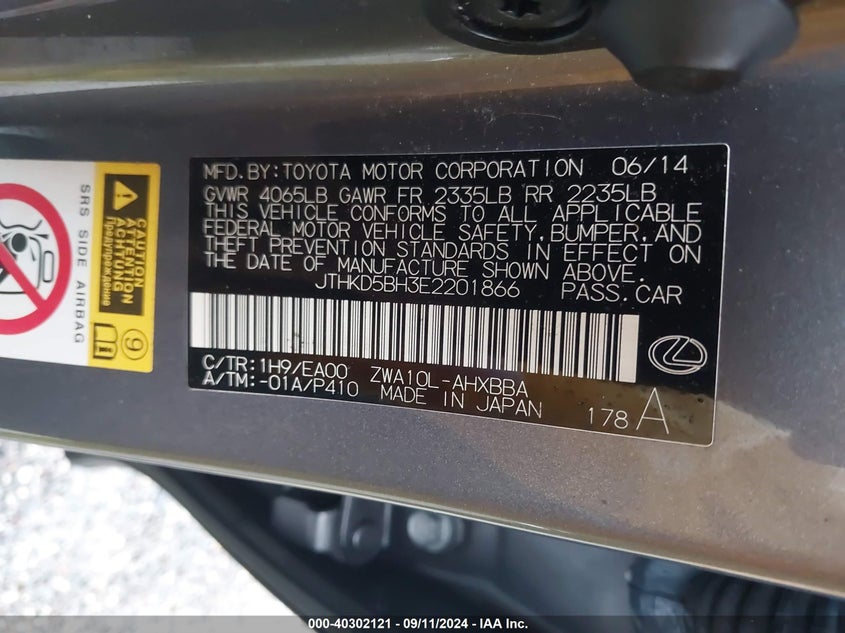 MFD.BY:TOYOTA MOTOR CORPORATION 06/14
GVWR 4065LB GAWR FR 2335LB RR 2235LB
THIS VEHICLE CONFORMS TO ALL APPLICABLE
FEDERAL MOTOR VEHICLE SAFETY,BUMPER,AND
THEFT PREVENTION STANDARDS IN EFFECT ON
THE DATE OF MANUFACTURE SHOWN ABOVE.
JTHKD5BH3E2201866 PASS.CAR
C/TR:1H9/EA00 ZWA10L-AHXBBA
A/TM:-01A/P410 MADE IN JAPAN 178 A
SRS SIDE AIRBAG
CAUTION
ATTENTION
ACHTUNG
Предупреждение
9
000-40302121 - 09/11/2024 - IAA, Inc.